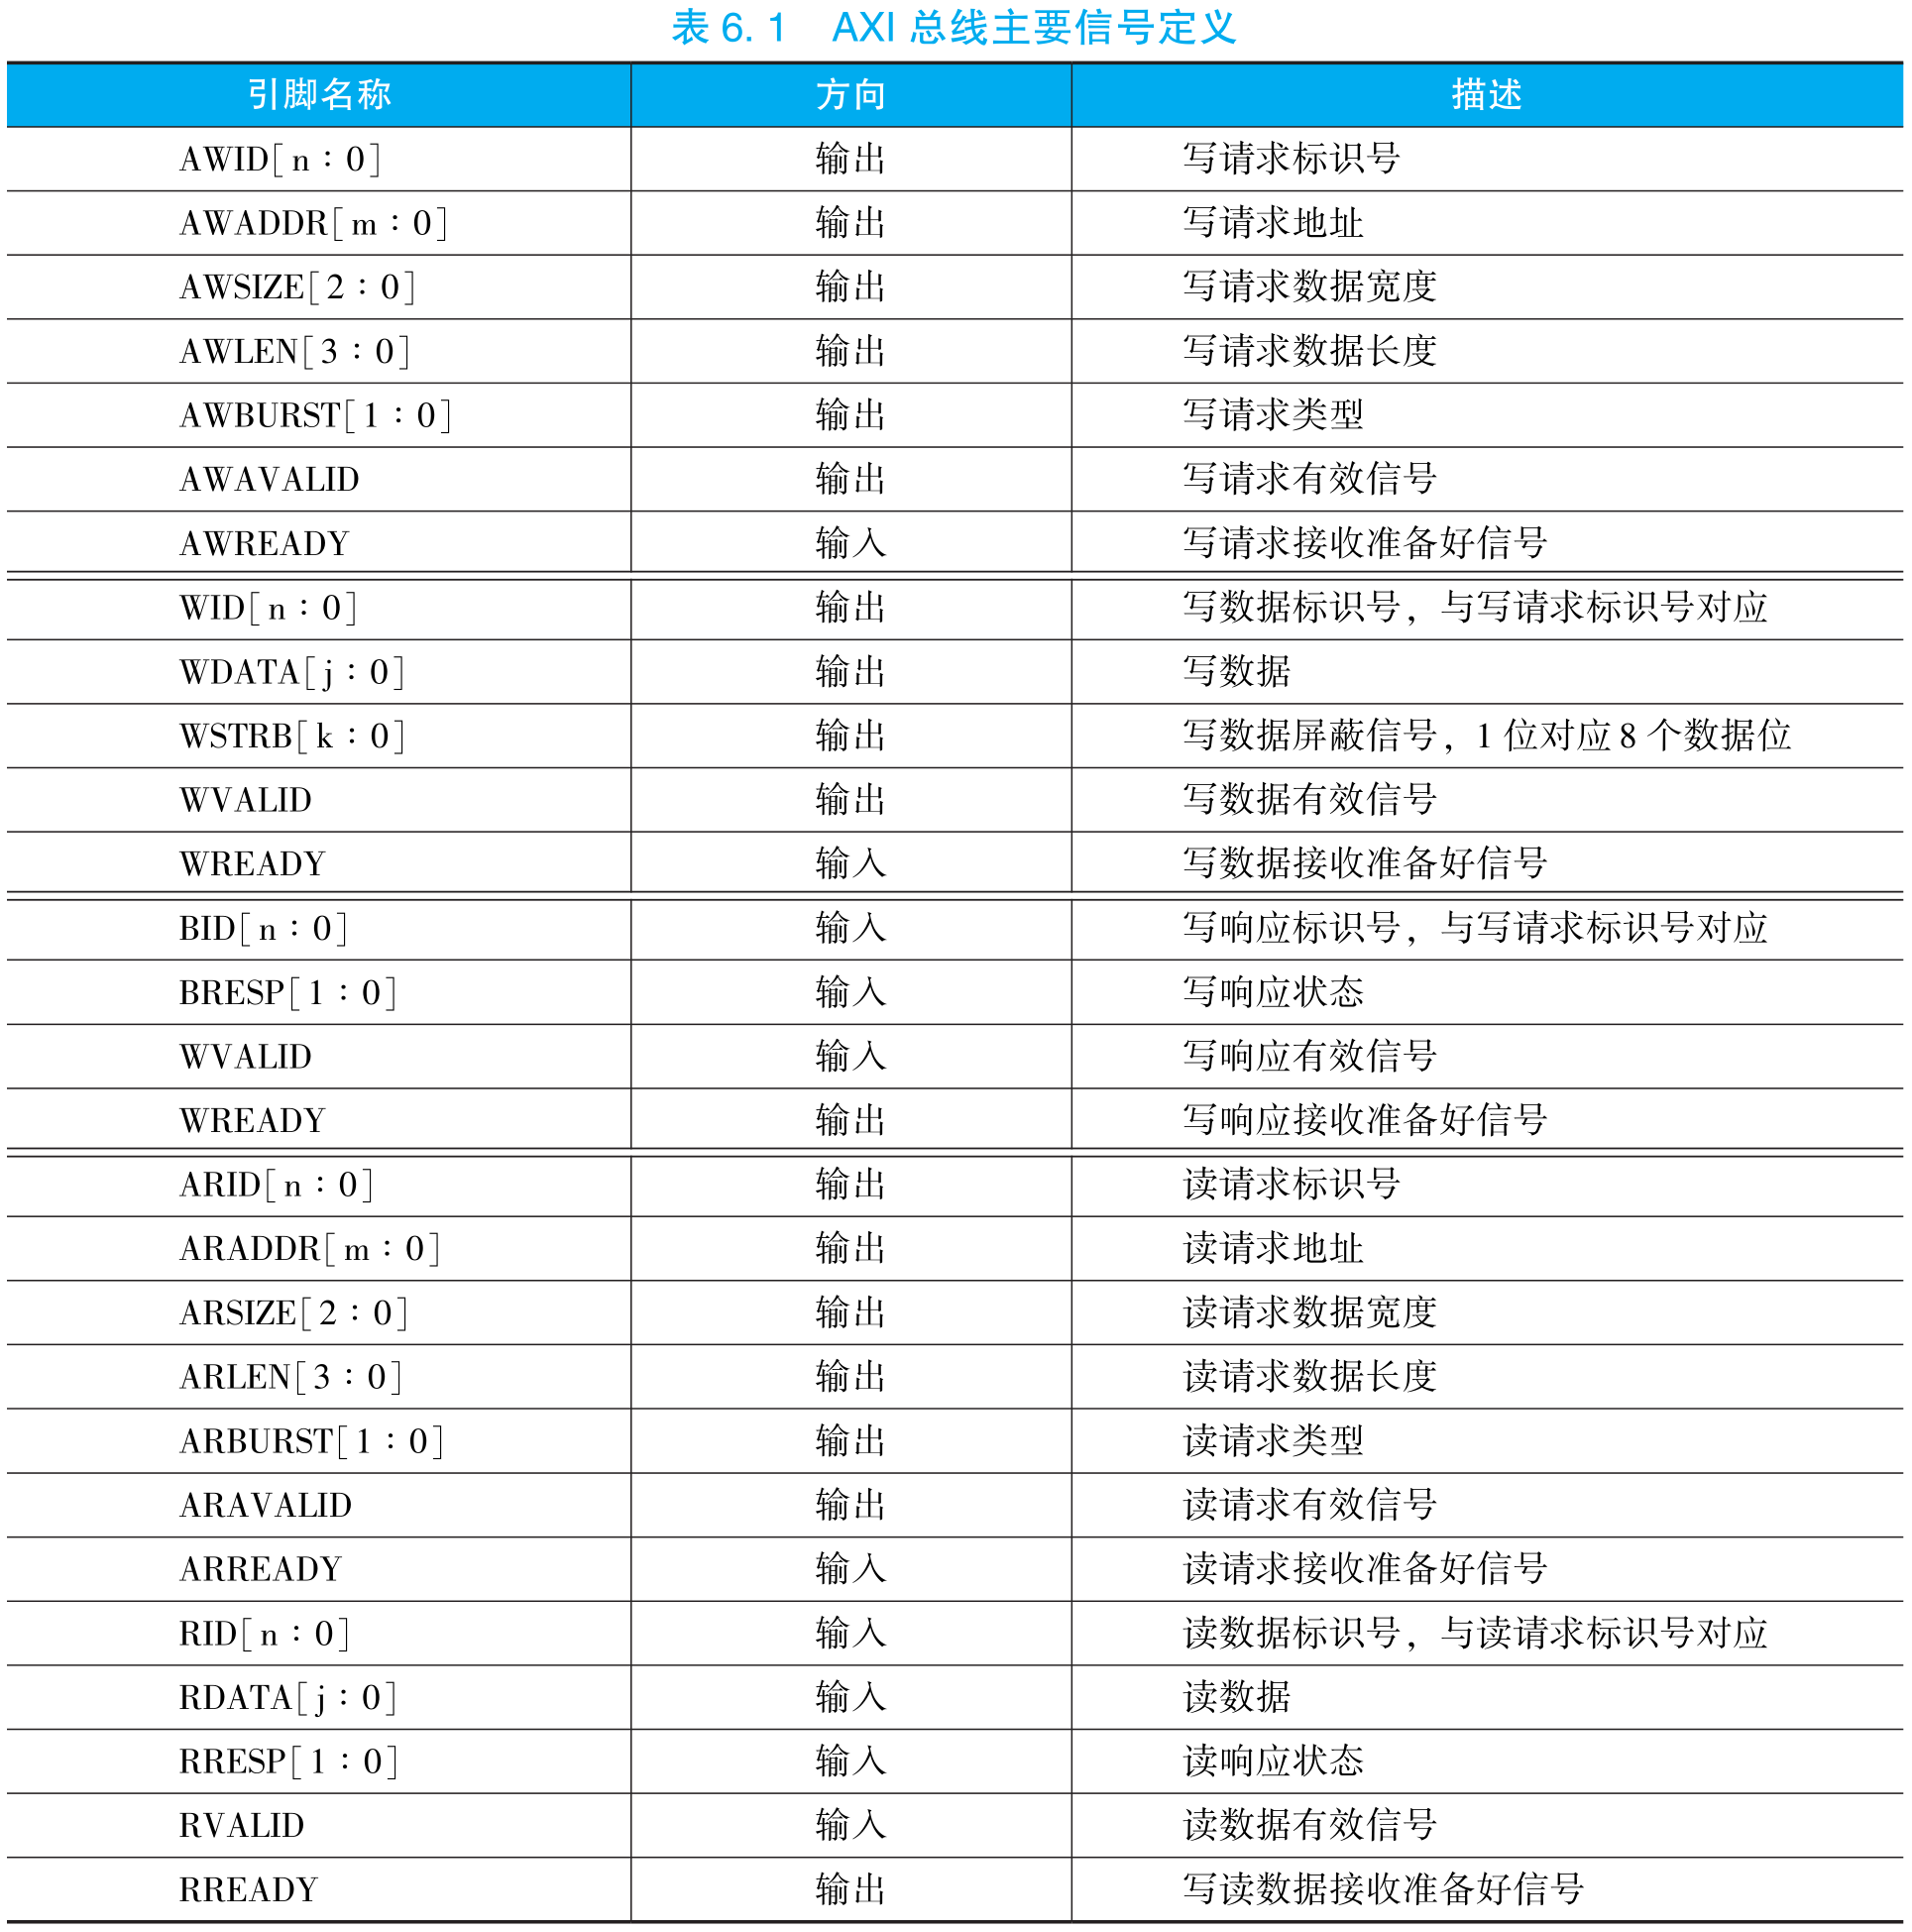 表 6.1 AXI 总线主要信号定义
引脚名称 方向 描述
AWID[n:0] 输出 写请求标识号
AWADDR[m:0] 输出 写请求地址
AWSIZE[2:0] 输出 写请求数据宽度
AWLEN[3:0] 输出 写请求数据长度
AWBURST[1:0] 输出 写请求类型
AWAVALID 输出 写请求有效信号
AWREADY 输入 写请求接收准备好信号
WID[n:0] 输出 写数据标识号，与写请求标识号对应
WDATA[j:0] 输出 写数据
WSTRB[k:0] 输出 写数据屏蔽信号，1 位对应 8 个数据位
WVALID 输出 写数据有效信号
WREADY 输入 写数据接收准备好信号
BID[n:0] 输入 写响应标识号，与写请求标识号对应
BRESP[1:0] 输入 写响应状态
WVALID 输入 写响应有效信号
WREADY 输出 写响应接收准备好信号
ARID[n:0] 输出 读请求标识号
ARADDR[m:0] 输出 读请求地址
ARSIZE[2:0] 输出 读请求数据宽度
ARLEN[3:0] 输出 读请求数据长度
ARBURST[1:0] 输出 读请求类型
ARAVALID 输出 读请求有效信号
ARREADY 输入 读请求接收准备好信号
RID[n:0] 输入 读数据标识号，与读请求标识号对应
RDATA[j:0] 输入 读数据
RRESP[1:0] 输入 读响应状态
RVALID 输入 读数据有效信号
RREADY 输出 写读数据接收准备好信号